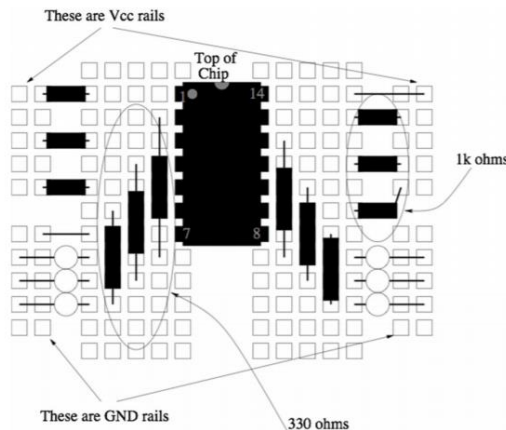 These are Vcc rails
Top of
Chip
1
14
1k ohms
7
8
These are GND rails
330 ohms